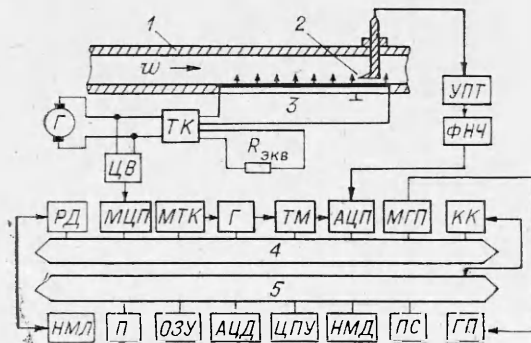 1
2
W
3
УПТ
ФНЧ
Г
ТК
Rэкв
ЦВ
РД МЦП МТК Г ТМ АЦП МГП КК
4
5
НМЛ П ОЗУ АЦД ЦПУ НМД ПС ГП